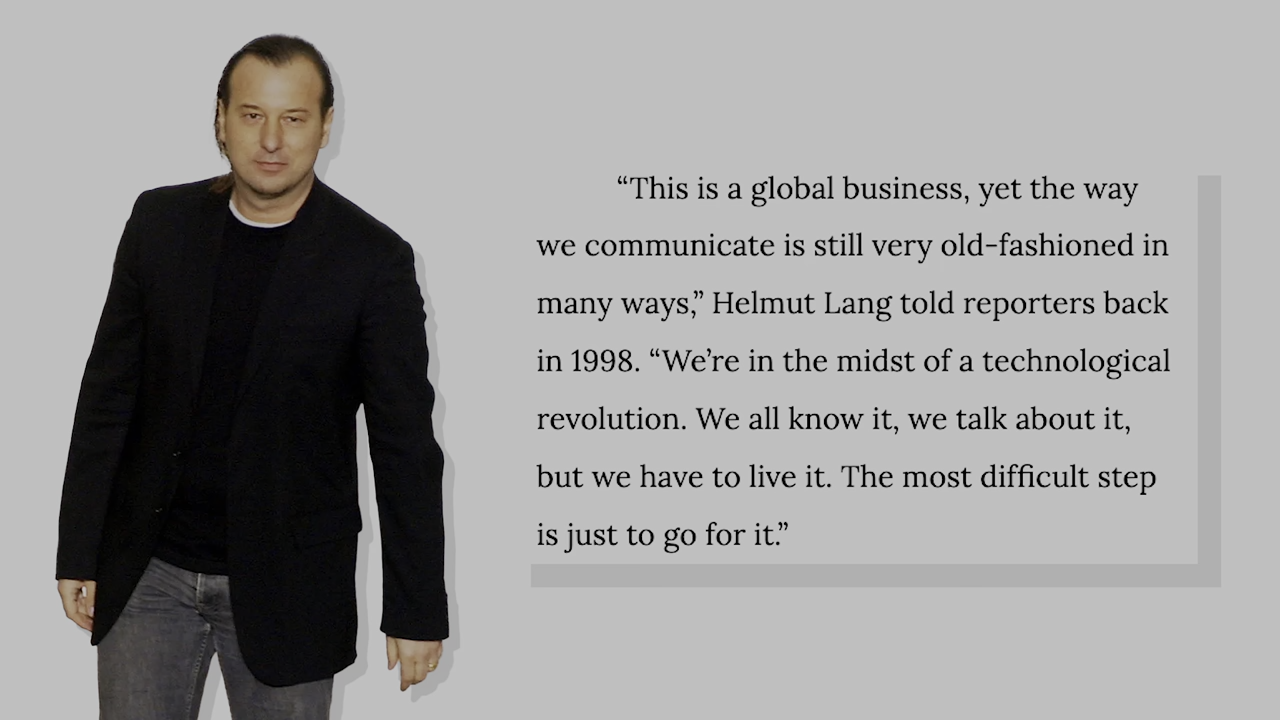 “This is a global business, yet the way
we communicate is still very old-fashioned in
many ways,” Helmut Lang told reporters back
in 1998. “We’re in the midst of a technological
revolution. We all know it, we talk about it,
but we have to live it. The most difficult step
is just to go for it.”